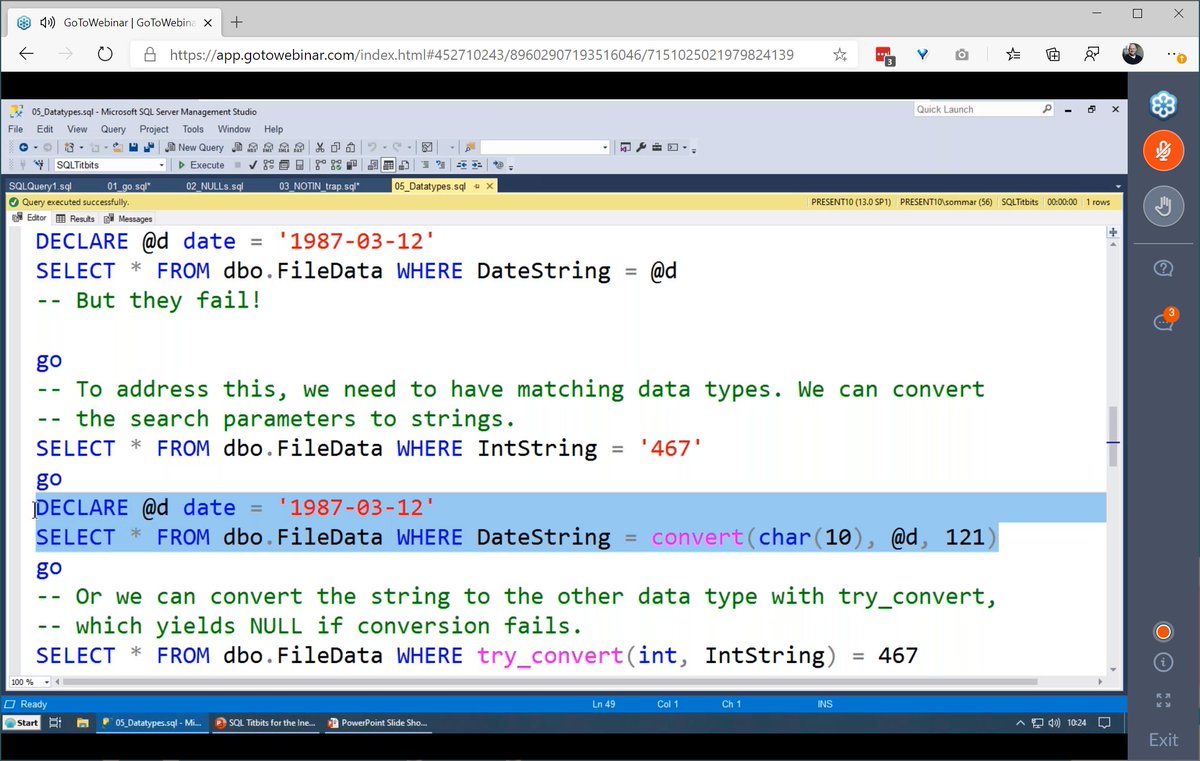 GoToWebinar | GoToWebina
https://app.gotowebinar.com/index.html#452710243/89602907193516046/7151025021979824139
3
05_Datatypes.sql - Microsoft SQL Server Management Studio
Quick Launch
File Edit View Query Project Tools Window Help
New Query
SQLTitbits Execute
SQLQuery1.sql 01_go.sql* 02_NULLs.sql 03_NOTIN_trap.sql* 05_Datatypes.sql
Query executed successfully. PRESENT10 (13.0 SP1) PRESENT10\sommar (56) SQLTitbits 00:00:00 1 rows
Editor Results Messages
DECLARE @d date = '1987-03-12'
SELECT * FROM dbo.FileData WHERE DateString = @d
-- But they fail!
go
-- To address this, we need to have matching data types. We can convert
-- the search parameters to strings.
SELECT * FROM dbo.FileData WHERE IntString = '467'
go
DECLARE @d date = '1987-03-12'
SELECT * FROM dbo.FileData WHERE DateString = convert(char(10), @d, 121)
go
-- Or we can convert the string to the other data type with try_convert,
-- which yields NULL if conversion fails.
SELECT * FROM dbo.FileData WHERE try_convert(int, IntString) = 467
100 %
Ready Ln 49 Col 1 Ch 1 INS
Start 05_Datatypes.sql - Mi... SQL Titbits for the Ine... PowerPoint Slide Sho... 10:24
3
Exit